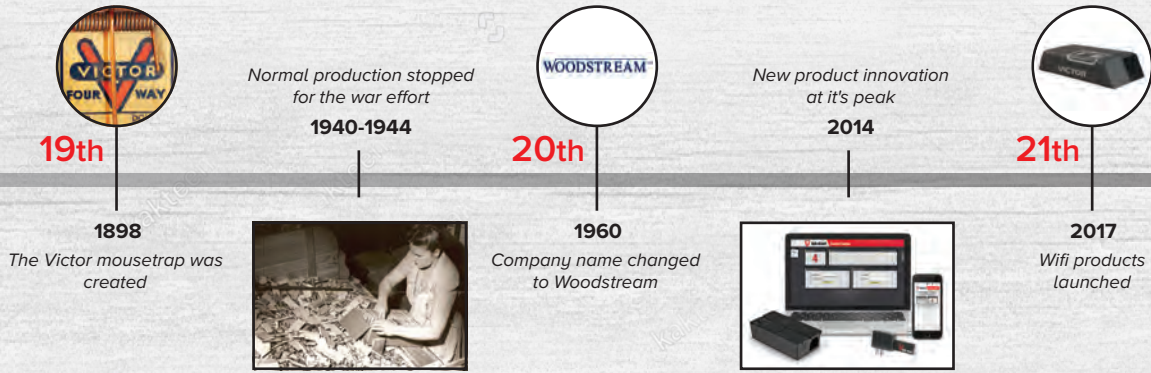 VICTOR
FOUR WAY
19th
1898
The Victor mousetrap was
created
Normal production stopped
for the war effort
1940-1944
WOODSTREAM
20th
1960
Company name changed
to Woodstream
New product innovation
at it's peak
2014
4
VICTOR
21th
2017
Wifi products
launched